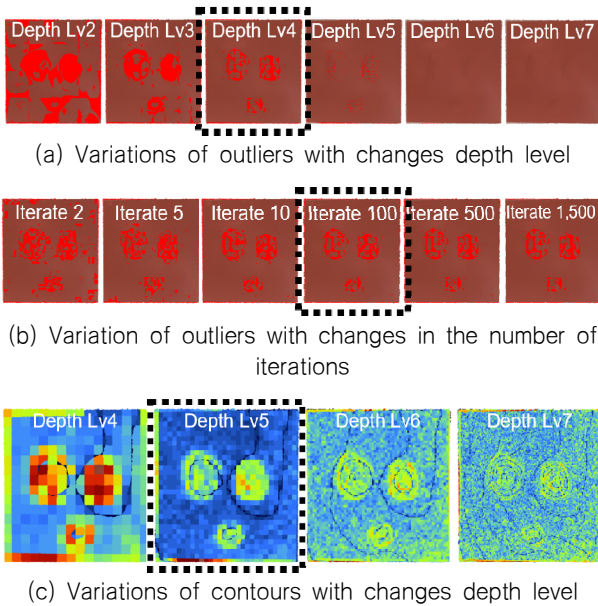 Depth Lv2 Depth Lv3 Depth Lv4 Depth Lv5 Depth Lv6 Depth Lv7
(a) Variations of outliers with changes depth level
Iterate 2 Iterate 5 Iterate 10 Iterate 100 Iterate 500 Iterate 1,500
(b) Variation of outliers with changes in the number of
iterations
Depth Lv4 Depth Lv5 Depth Lv6 Depth Lv7
(c) Variations of contours with changes depth level